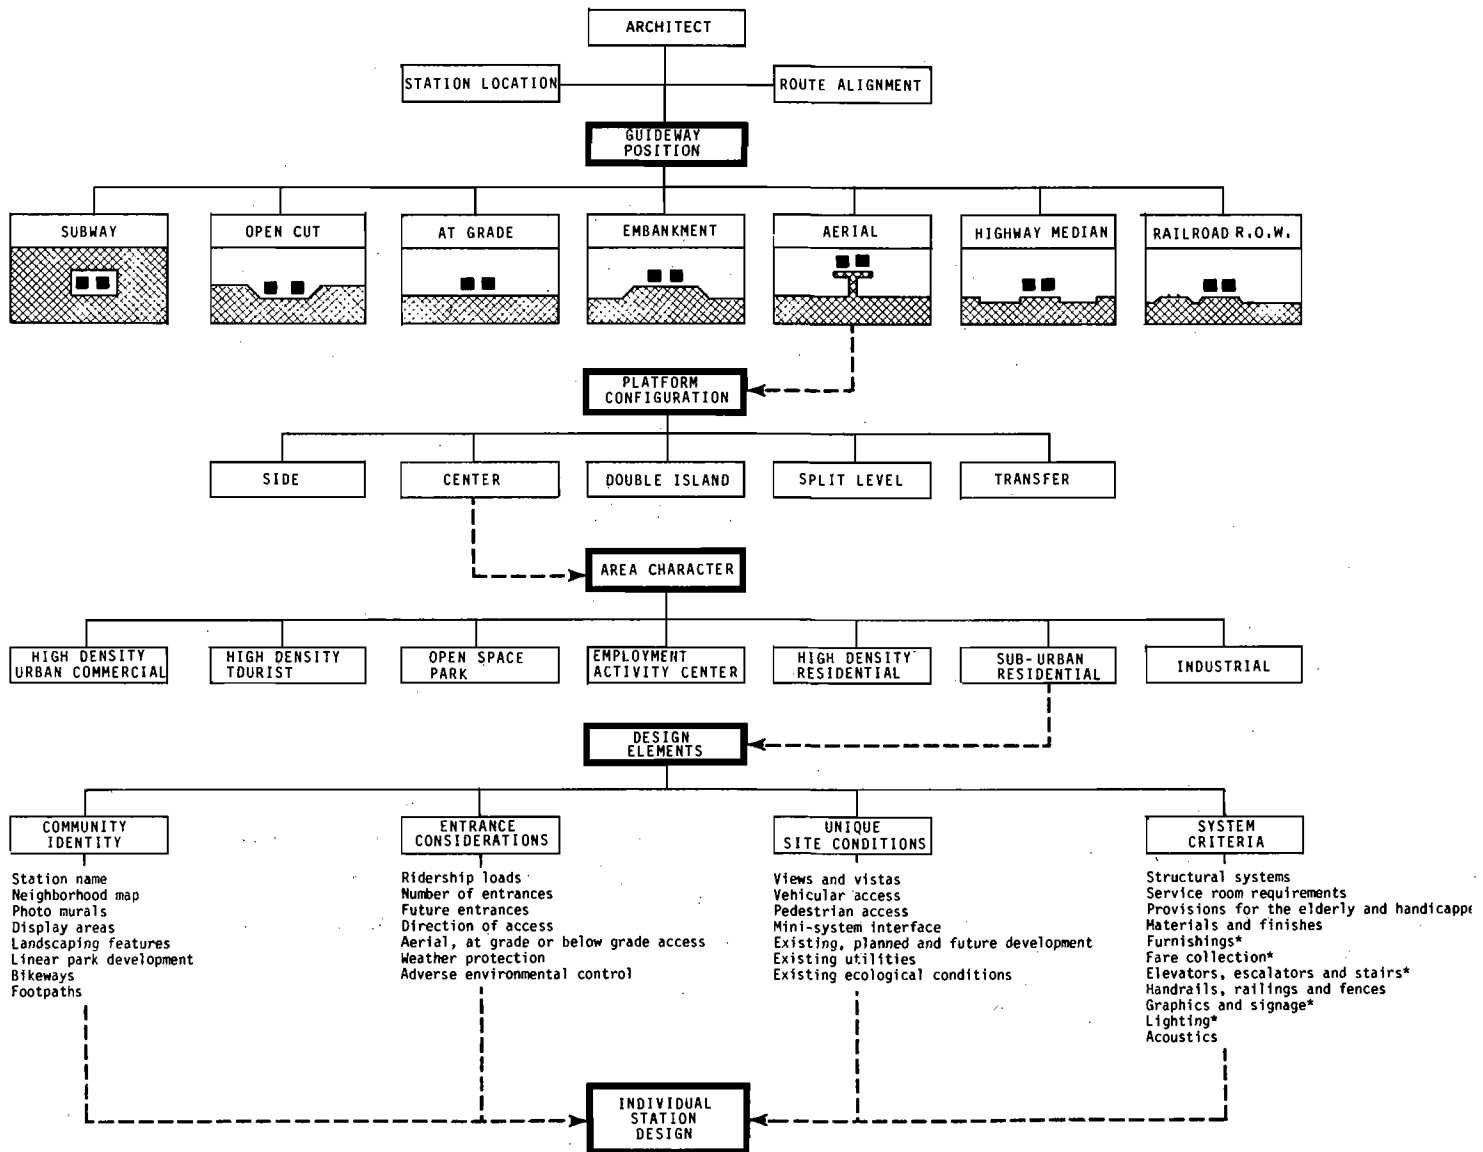 ARCHITECT
STATION LOCATION
ROUTE ALIGNMENT
GUIDEWAY
POSITION
SUBWAY
OPEN CUT
AT GRADE
EMBANKMENT
AERIAL
HIGHWAY MEDIAN
RAILROAD R.O.W.
PLATFORM
CONFIGURATION
SIDE
CENTER
DOUBLE ISLAND
SPLIT LEVEL
TRANSFER
AREA CHARACTER
HIGH DENSITY
URBAN COMMERCIAL
HIGH DENSITY
TOURIST
OPEN SPACE
PARK
EMPLOYMENT
ACTIVITY CENTER
HIGH DENSITY
RESIDENTIAL
SUB-URBAN
RESIDENTIAL
INDUSTRIAL
DESIGN
ELEMENTS
COMMUNITY
IDENTITY
Station name
Neighborhood map
Photo murals
Display areas
Landscaping features
Linear park development
Bikeways
Footpaths
ENTRANCE
CONSIDERATIONS
Ridership loads
Number of entrances
Future entrances
Direction of access
Aerial, at grade or below grade access
Weather protection
Adverse environmental control
UNIQUE
SITE CONDITIONS
Views and vistas
Vehicular access
Pedestrian access
Mini-system interface
Existing, planned and future development
Existing utilities
Existing ecological conditions
SYSTEM
CRITERIA
Structural systems
Service room requirements
Provisions for the elderly and handicappe
Materials and finishes
Furnishings*
Fare collection*
Elevators, escalators and stairs*
Handrails, railings and fences
Graphics and signage*
Lighting*
Acoustics
INDIVIDUAL
STATION
DESIGN